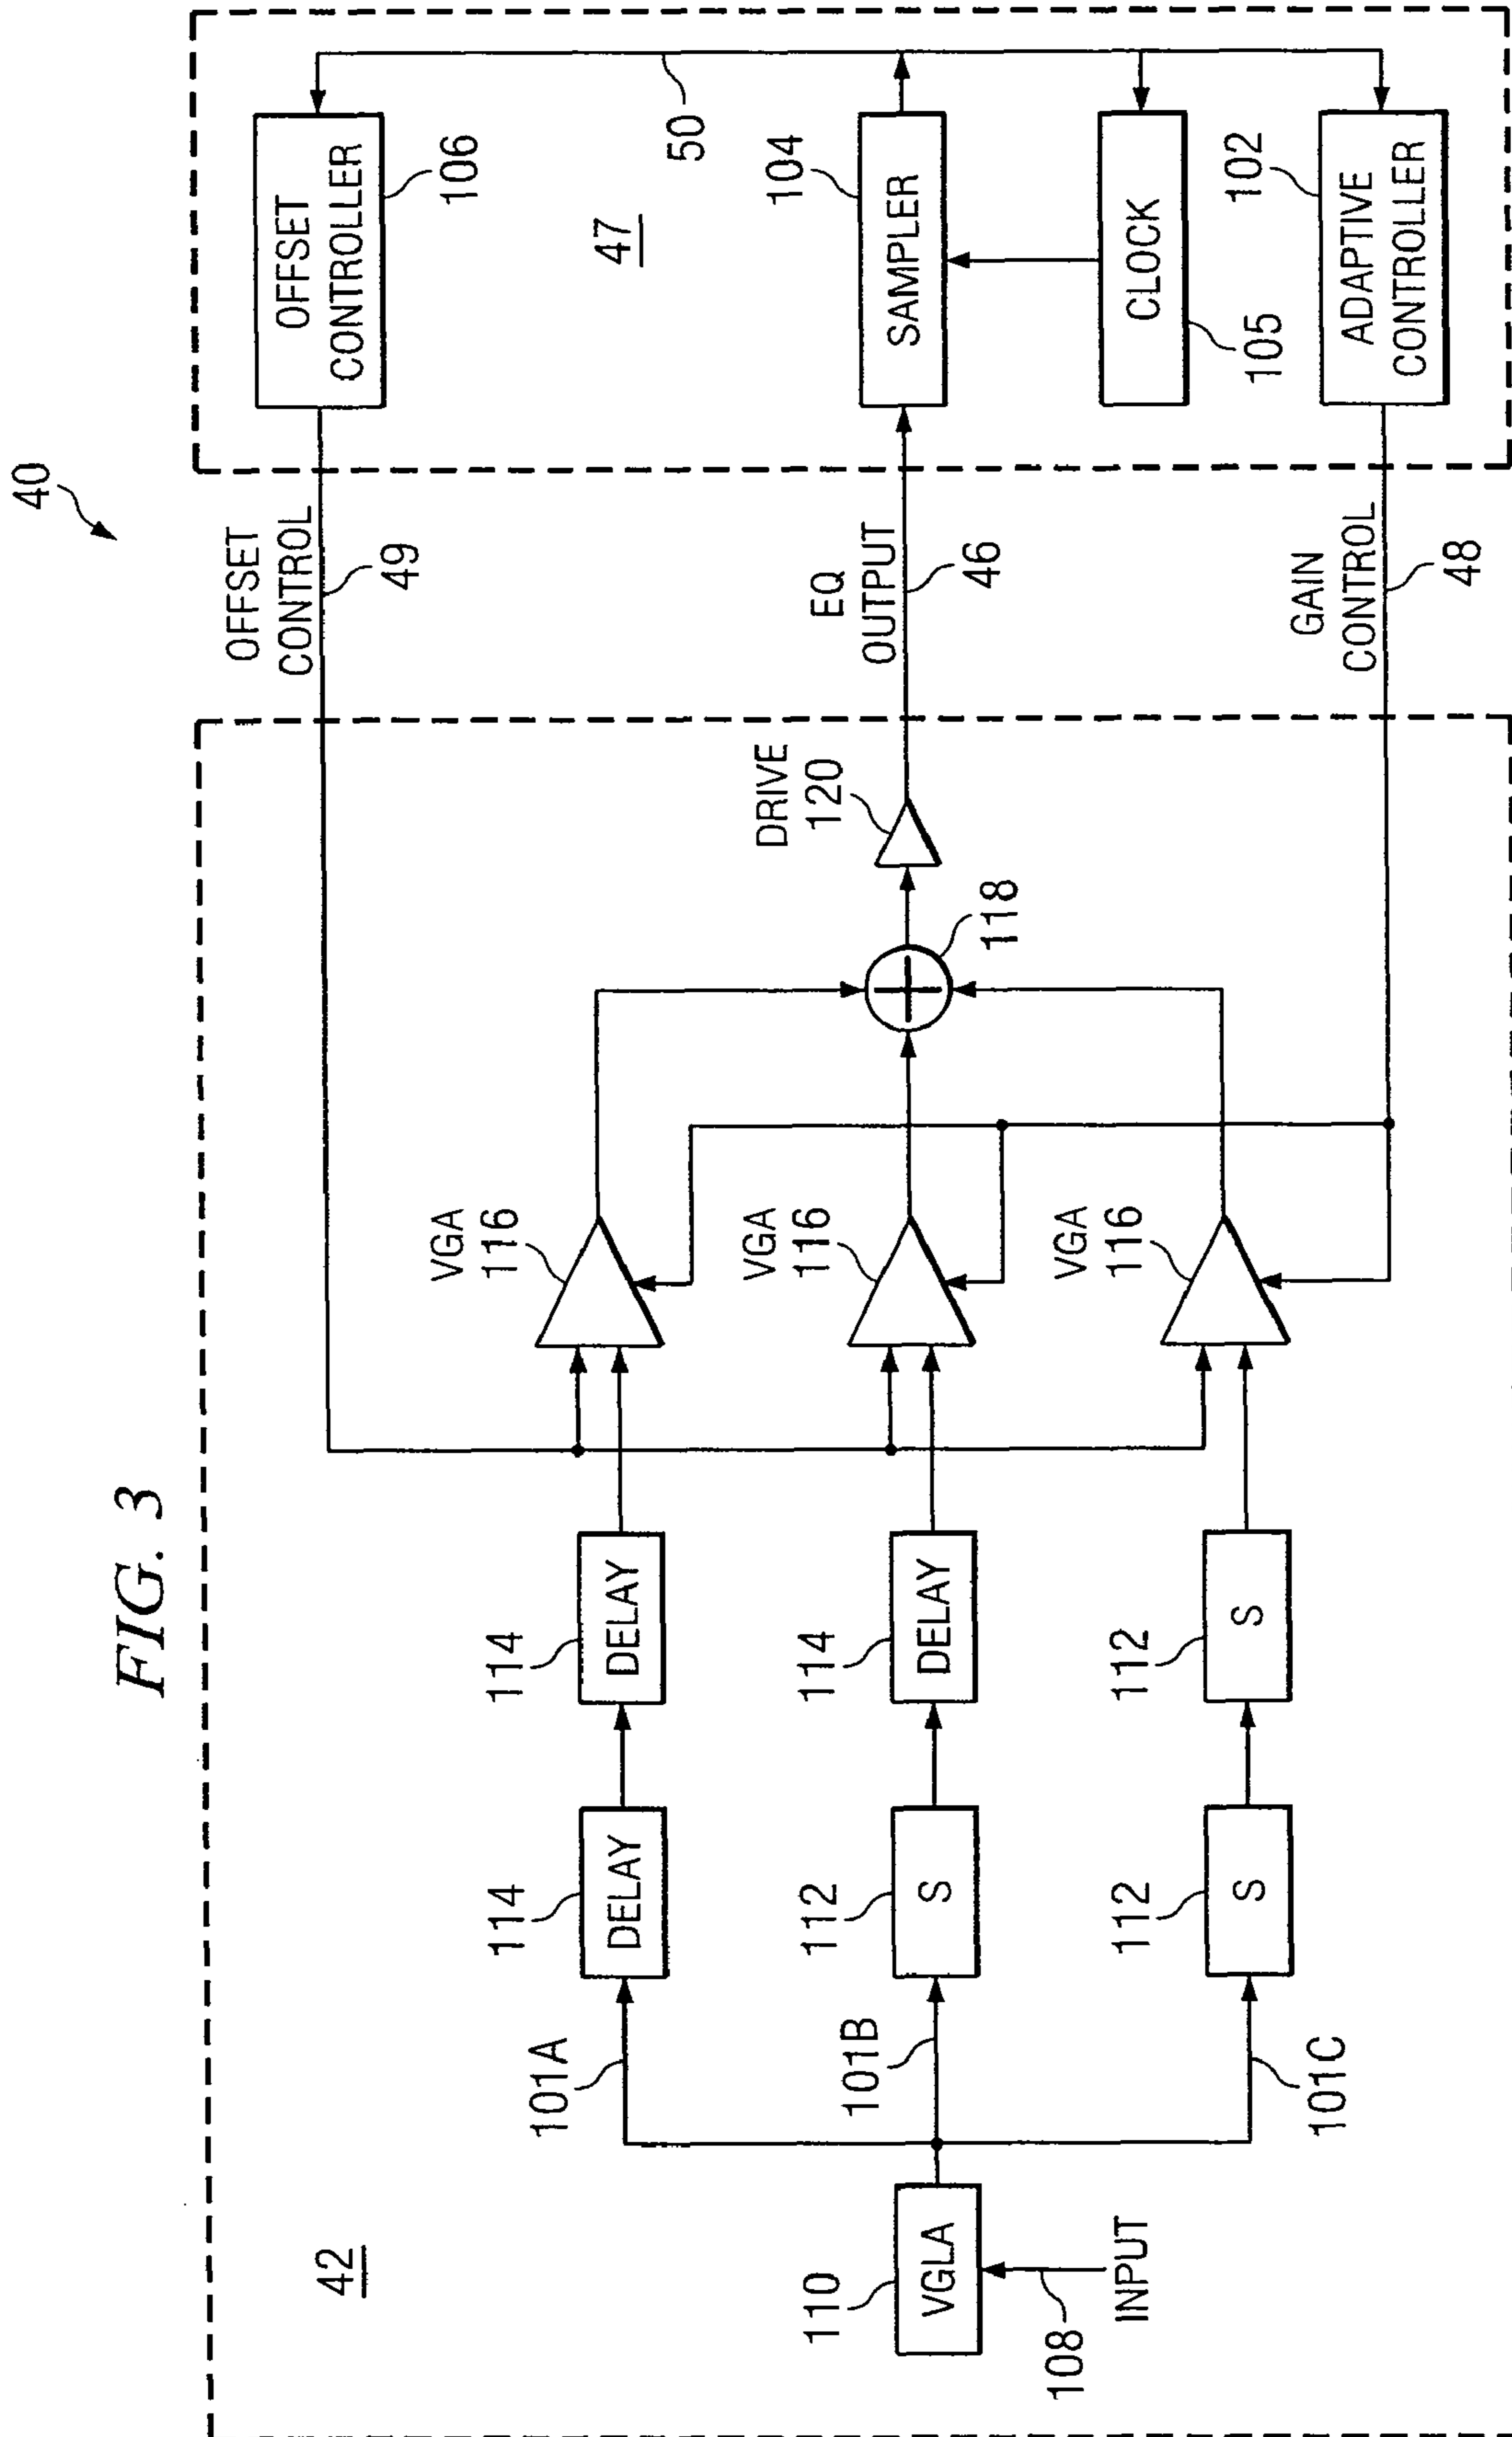 FIG. 3
40
42
47
INPUT
108
VGLA
110
101A
101B
101C
DELAY
114
DELAY
114
S
112
DELAY
114
S
112
S
112
VGA
116
VGA
116
VGA
116
118
DRIVE
120
OFFSET
CONTROL
49
EQ
OUTPUT
46
GAIN
CONTROL
48
OFFSET
CONTROLLER
106
50
SAMPLER
104
CLOCK
105
ADAPTIVE
CONTROLLER
102